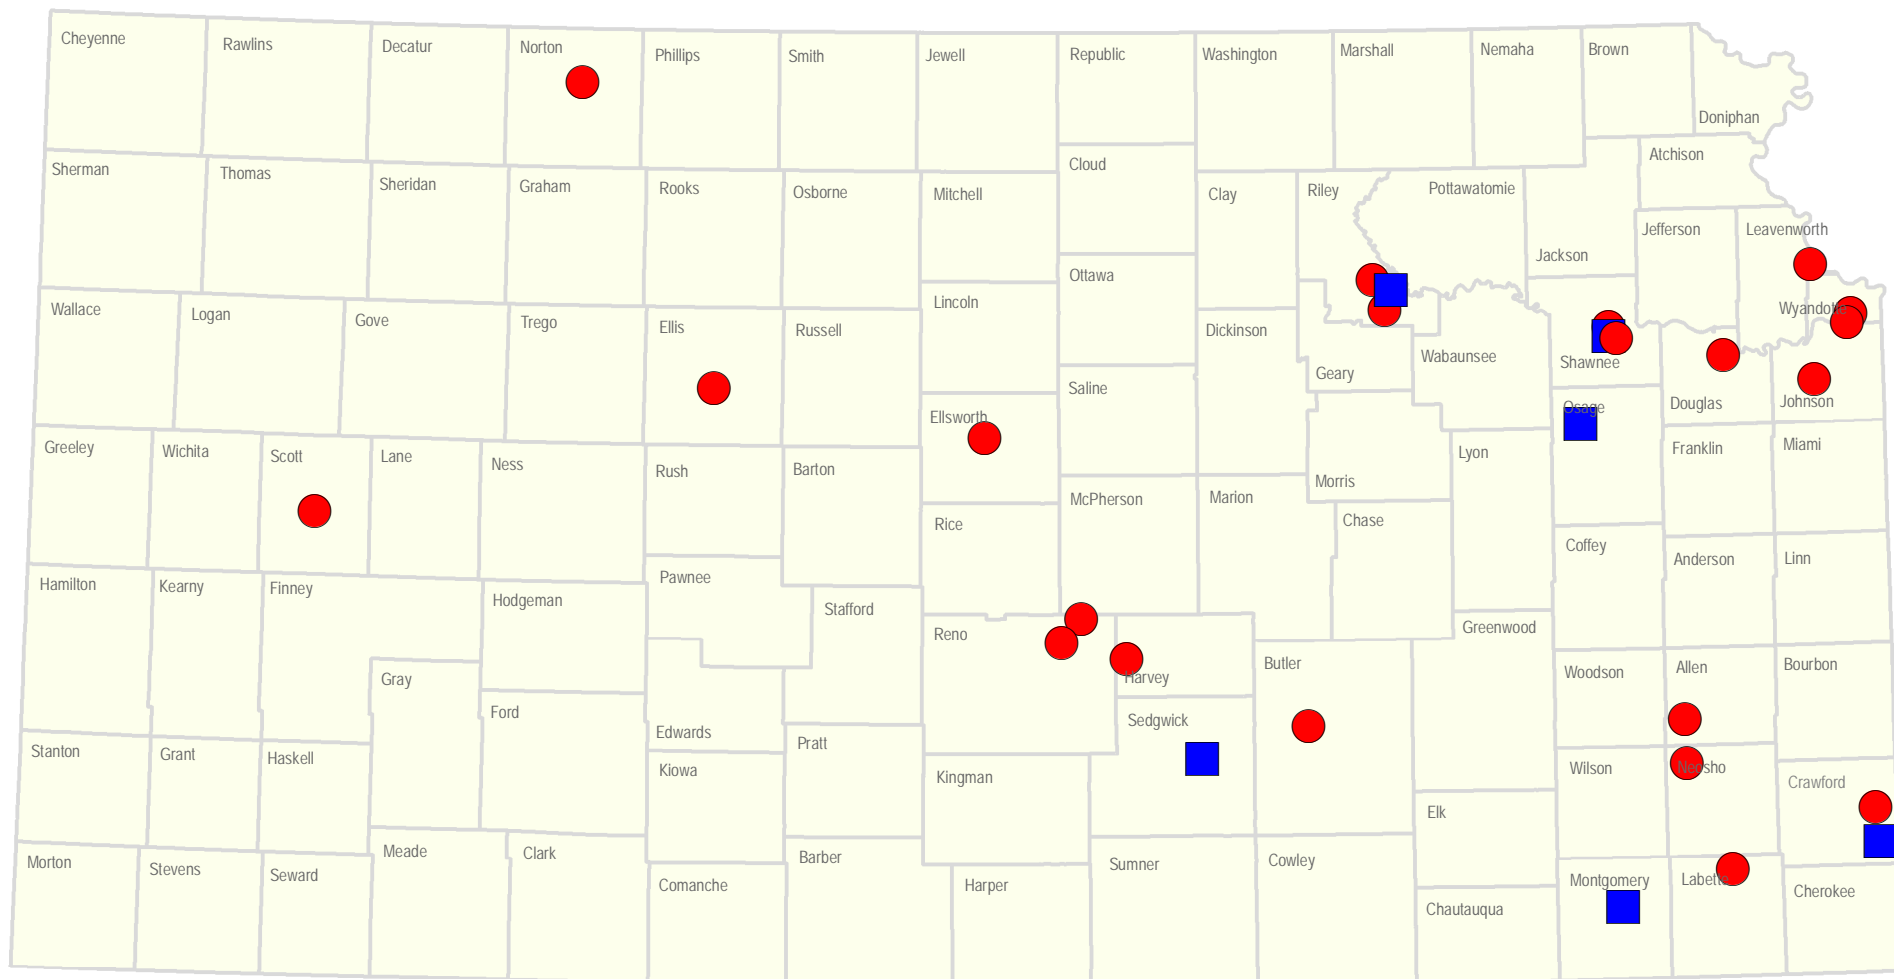 Cheyenne
Rawlins
Decatur
Norton
Phillips
Smith
Jewell
Republic
Washington
Marshall
Nemaha
Brown
Doniphan
Sherman
Thomas
Sheridan
Graham
Rooks
Osborne
Mitchell
Cloud
Clay
Riley
Pottawatomie
Jackson
Atchison
Jefferson
Leavenworth
Wyandotte
Wallace
Logan
Gove
Trego
Ellis
Russell
Lincoln
Ottawa
Saline
Dickinson
Geary
Wabaunsee
Shawnee
Osage
Douglas
Johnson
Greeley
Wichita
Scott
Lane
Ness
Rush
Barton
Ellsworth
Rice
McPherson
Marion
Morris
Chase
Lyon
Coffey
Franklin
Miami
Anderson
Linn
Hamilton
Kearny
Finney
Hodgeman
Pawnee
Stafford
Reno
Harvey
Butler
Greenwood
Woodson
Allen
Bourbon
Gray
Ford
Edwards
Pratt
Sedgwick
Stanton
Grant
Haskell
Kiowa
Kingman
Elk
Wilson
Neosho
Crawford
Morton
Stevens
Seward
Meade
Clark
Comanche
Barber
Harper
Sumner
Cowley
Chautauqua
Montgomery
Labette
Cherokee